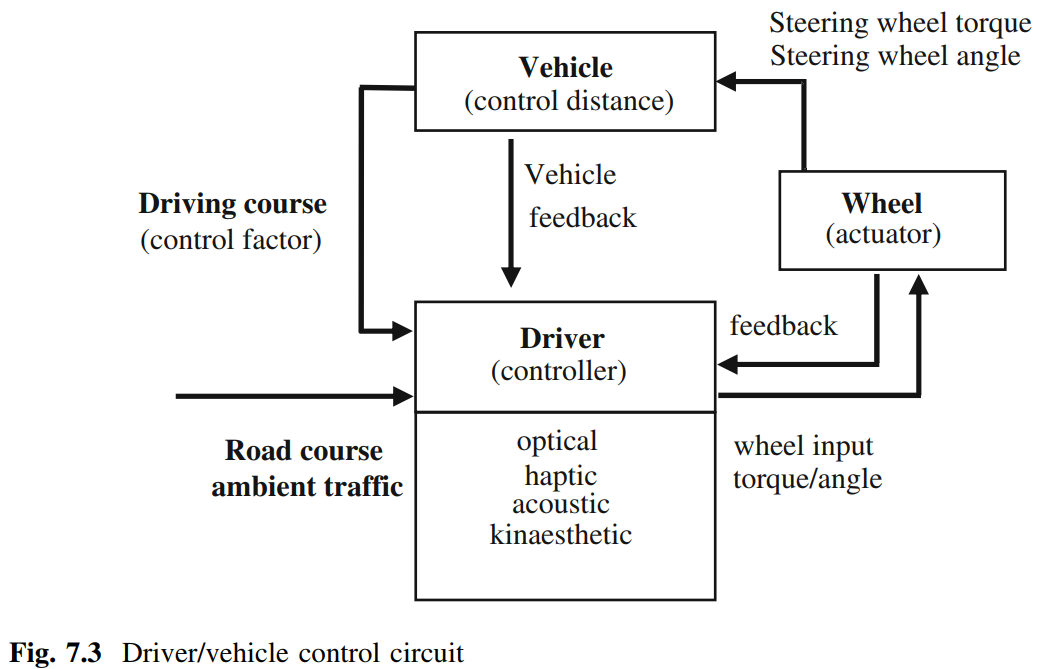 Steering wheel torque
Steering wheel angle
Vehicle
(control distance)
Vehicle
feedback
Driving course
(control factor)
Wheel
(actuator)
feedback
Driver
(controller)
Road course
ambient traffic
optical
haptic
acoustic
kinaesthetic
wheel input
torque/angle
Fig. 7.3 Driver/vehicle control circuit